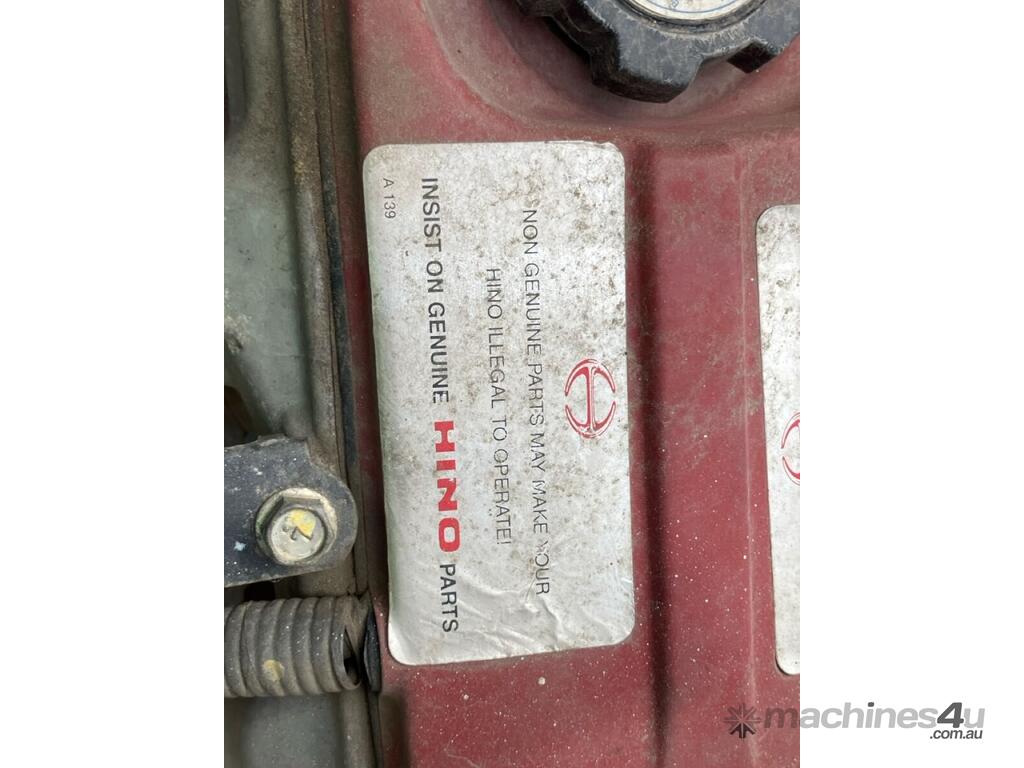 NON GENUINE PARTS MAY MAKE YOUR
HINO ILLEGAL TO OPERATE!
INSIST ON GENUINE HINO PARTS
A 139
machines4u
.com.au